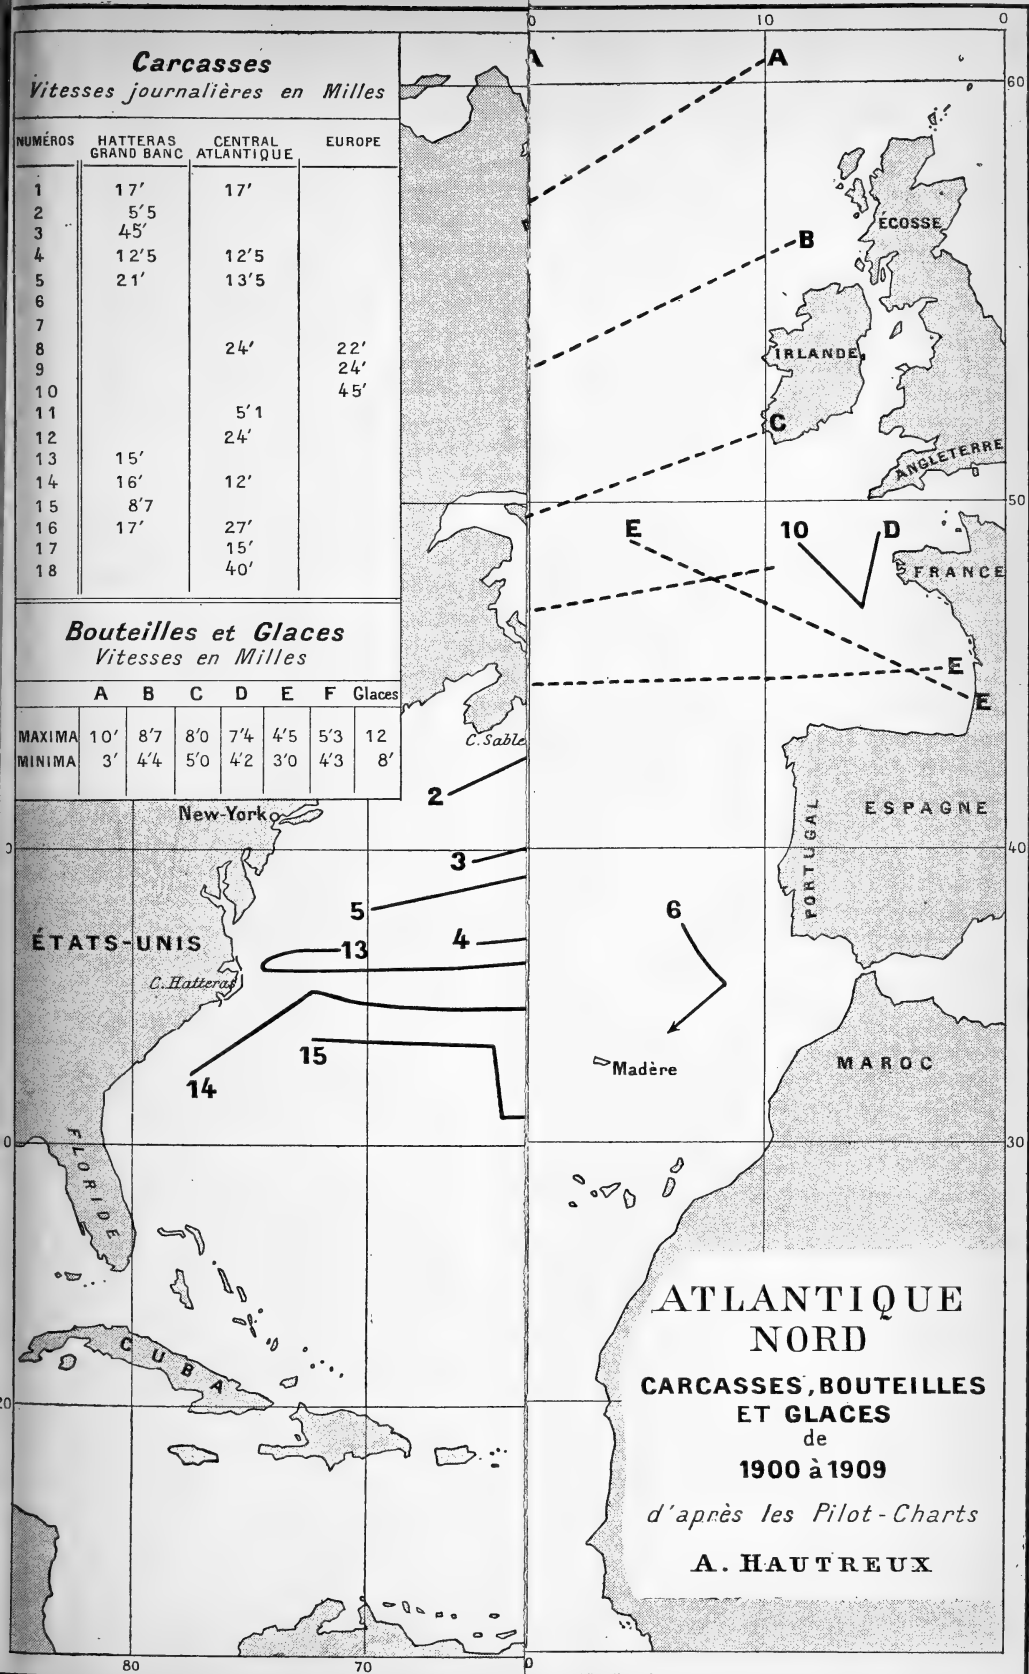 Carcasses
Vitesses journalières en Milles
NUMÉROS HATTERAS GRAND BANC CENTRAL ATLANTIQUE EUROPE
1 17' 17'
2 5'5
3 45'
4 12'5 12'5
5 21' 13'5
6
7
8 24' 22'
9 24'
10 45'
11 5'1
12 24'
13 15'
14 16' 12'
15 8'7
16 17' 27'
17 15'
18 40'
Bouteilles et Glaces
Vitesses en Milles
A B C D E F Glaces
MAXIMA 10' 8'7 8'0 7'4 4'5 5'3 12
MINIMA 3' 4'4 5'0 4'2 3'0 4'3 8'
0 10 0
A
A
60
B
ÉCOSSE
IRLANDE
C
ANGLETERRE
50
E
10
D
FRANCE
E
E
C. Sable
2
New-York
ESPAGNE
PORTUGAL
40
3
5
6
ÉTATS-UNIS
4
13
C. Hatteras
15
14
Madère
MAROC
0
30
FLORIDE
CUBA
20
ATLANTIQUE
NORD
CARCASSES, BOUTEILLES
ET GLACES
de
1900 à 1909
d'après les Pilot-Charts
A. HAUTREUX
80 70 0